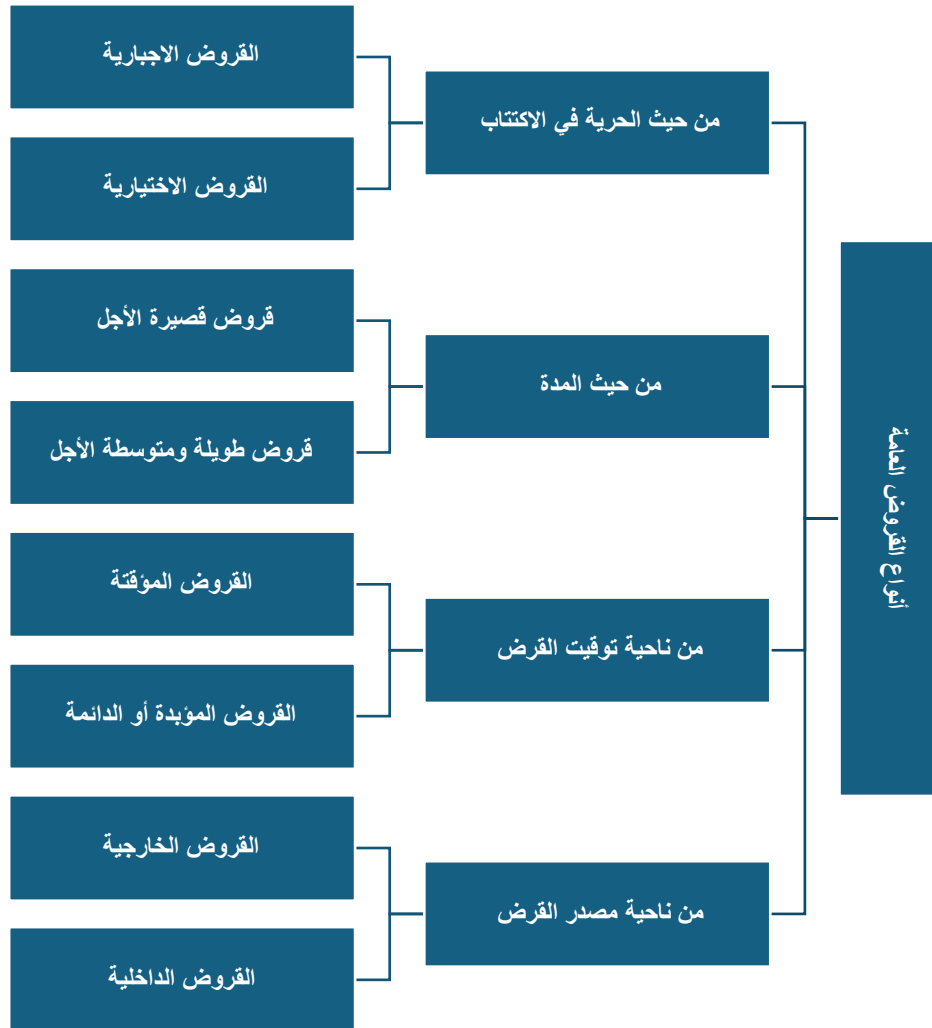 أنواع القروض العامة
من حيث الحرية في الاكتتاب
القروض الاجبارية
القروض الاختيارية
من حيث المدة
قروض قصيرة الأجل
قروض طويلة ومتوسطة الأجل
من ناحية توقيت القرض
القروض المؤقتة
القروض المؤبدة أو الدائمة
من ناحية مصدر القرض
القروض الخارجية
القروض الداخلية